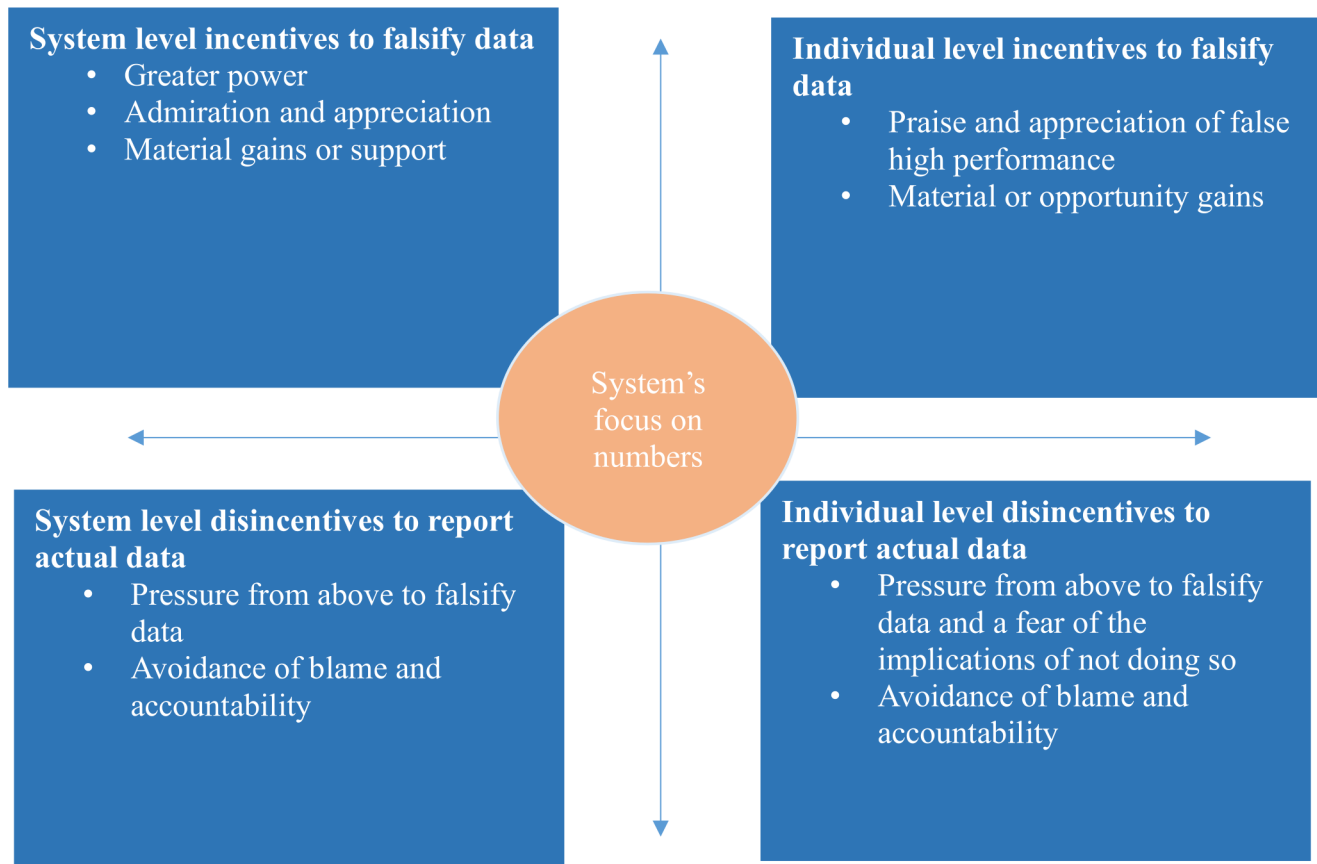 System level incentives to falsify data
• Greater power
• Admiration and appreciation
• Material gains or support
Individual level incentives to falsify
data
• Praise and appreciation of false
high performance
• Material or opportunity gains
System’s
focus on
numbers
System level disincentives to report
actual data
• Pressure from above to falsify
data
• Avoidance of blame and
accountability
Individual level disincentives to
report actual data
• Pressure from above to falsify
data and a fear of the
implications of not doing so
• Avoidance of blame and
accountability